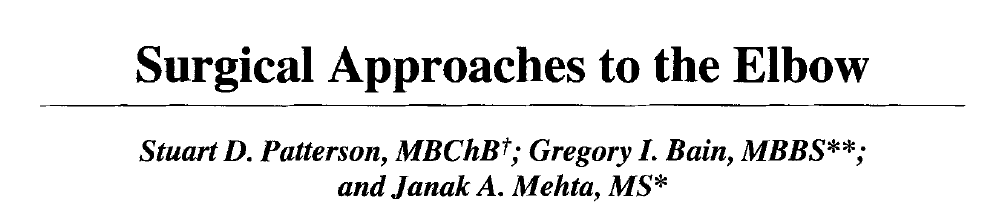 Surgical Approaches to the Elbow
Stuart D. Patterson, MBChB†; Gregory I. Bain, MBBS**;
and Janak A. Mehta, MS*